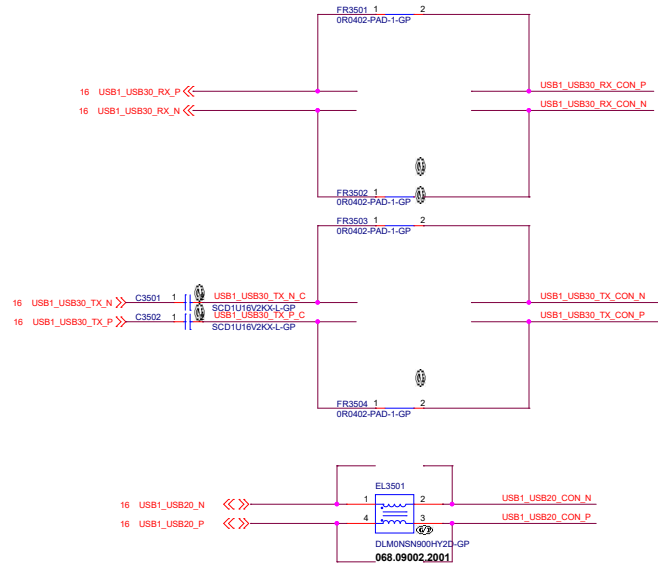 FR3501 1 2
0R0402-PAD-1-GP
16 USB1_USB30_RX_P
USB1_USB30_RX_CON_P
16 USB1_USB30_RX_N
USB1_USB30_RX_CON_N
FR3502 1
0R0402-PAD-1-GP
FR3503 1 2
0R0402-PAD-1-GP
16 USB1_USB30_TX_N
C3501 1
USB1_USB30_TX_N_C
USB1_USB30_TX_CON_N
SCD1U16V2KX-L-GP
16 USB1_USB30_TX_P
C3502 1
USB1_USB30_TX_P_C
USB1_USB30_TX_CON_P
SCD1U16V2KX-L-GP
FR3504 1 2
0R0402-PAD-1-GP
EL3501
16 USB1_USB20_N
1 2
USB1_USB20_CON_N
16 USB1_USB20_P
4 3
USB1_USB20_CON_P
DLM0NSN900HY2D-GP
068.09002.2001